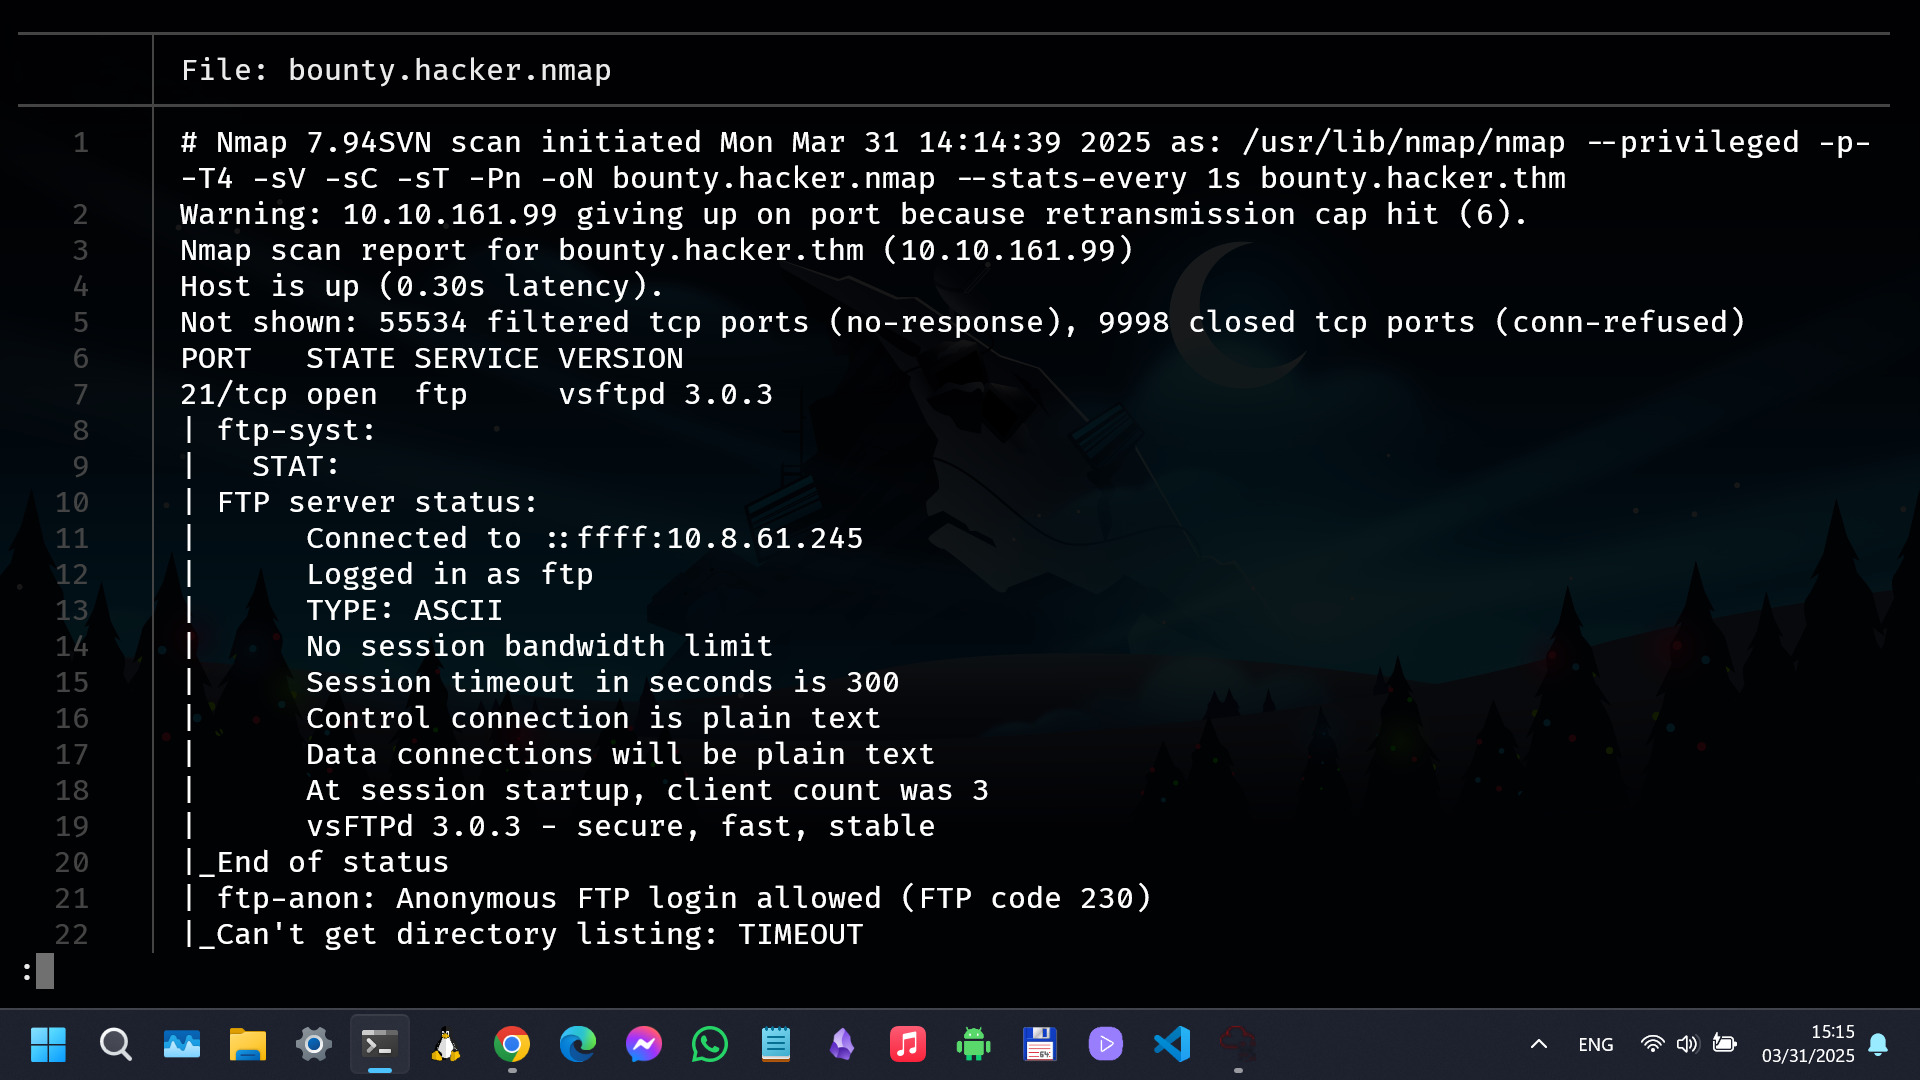 File: bounty.hacker.nmap
1 # Nmap 7.94SVN scan initiated Mon Mar 31 14:14:39 2025 as: /usr/lib/nmap/nmap --privileged -p-
-T4 -sV -sC -sT -Pn -oN bounty.hacker.nmap --stats-every 1s bounty.hacker.thm
2 Warning: 10.10.161.99 giving up on port because retransmission cap hit (6).
3 Nmap scan report for bounty.hacker.thm (10.10.161.99)
4 Host is up (0.30s latency).
5 Not shown: 55534 filtered tcp ports (no-response), 9998 closed tcp ports (conn-refused)
6 PORT   STATE SERVICE VERSION
7 21/tcp open  ftp     vsftpd 3.0.3
8 | ftp-syst:
9 |   STAT:
10 | FTP server status:
11 |      Connected to ::ffff:10.8.61.245
12 |      Logged in as ftp
13 |      TYPE: ASCII
14 |      No session bandwidth limit
15 |      Session timeout in seconds is 300
16 |      Control connection is plain text
17 |      Data connections will be plain text
18 |      At session startup, client count was 3
19 |      vsFTPd 3.0.3 - secure, fast, stable
20 |_End of status
21 | ftp-anon: Anonymous FTP login allowed (FTP code 230)
22 |_Can't get directory listing: TIMEOUT
:
64
ENG
15:15
03/31/2025